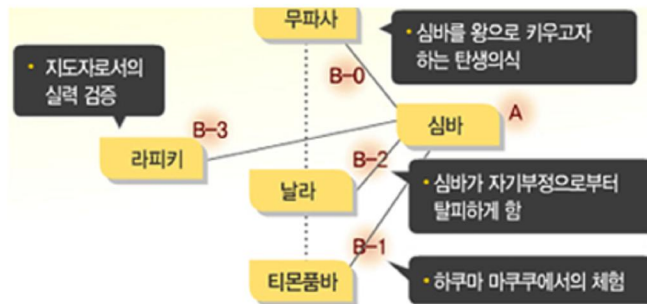 무파사
• 심바를 왕으로 키우고자
하는 탄생의식
• 지도자로서의
실력 검증
B-0
A
심바
B-3
라피키
B-2
날라
• 심바가 자기부정으로부터
탈피하게 함
B-1
티몬품바
• 하쿠마 마쿠쿠에서의 체험